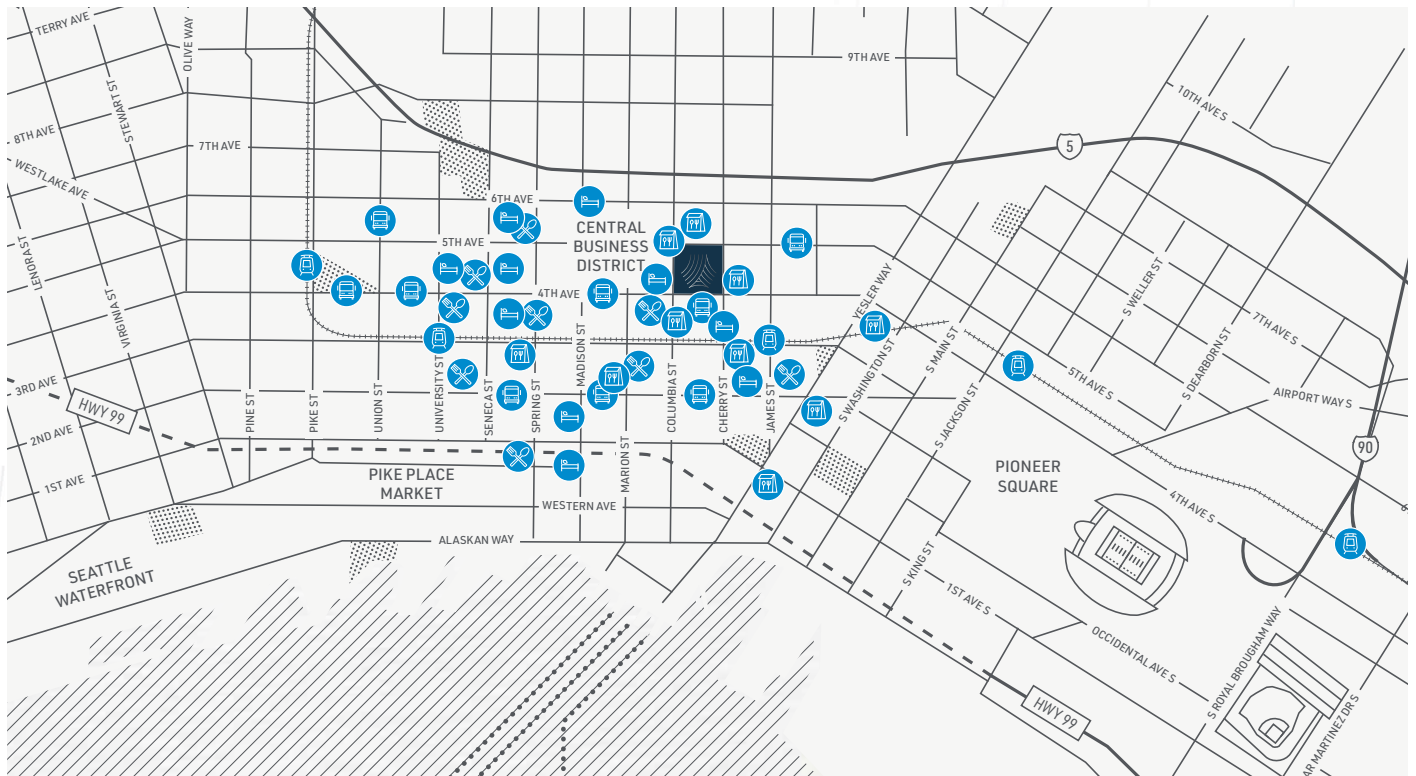 TERRY AVE
OLIVE WAY
9TH AVE
STEWART ST
10TH AVE S
8TH AVE
7TH AVE
5
WESTLAKE AVE
6TH AVE
CENTRAL
BUSINESS
DISTRICT
5TH AVE
LENORA ST
4TH AVE
YESLER WAY
S WELLER ST
VIRGINIA ST
7TH AVE S
MADISON ST
S MAIN ST
S WASHINGTON ST
S DEARBORN ST
3RD AVE
5TH AVE S
AIRPORT WAY S
HWY 99
PINE ST
PIKE ST
UNION ST
UNIVERSITY ST
SENECA ST
SPRING ST
COLUMBIA ST
CHERRY ST
JAMES ST
S JACKSON ST
2ND AVE
90
MARION ST
PIKE PLACE
MARKET
PIONEER
SQUARE
1ST AVE
WESTERN AVE
4TH AVE S
6
ALASKAN WAY
SEATTLE
WATERFRONT
S KING ST
1ST AVE S
OCCIDENTAL AVE S
S ROYAL BROUGHAM WAY
HWY 99
AR MARTINEZ DR S